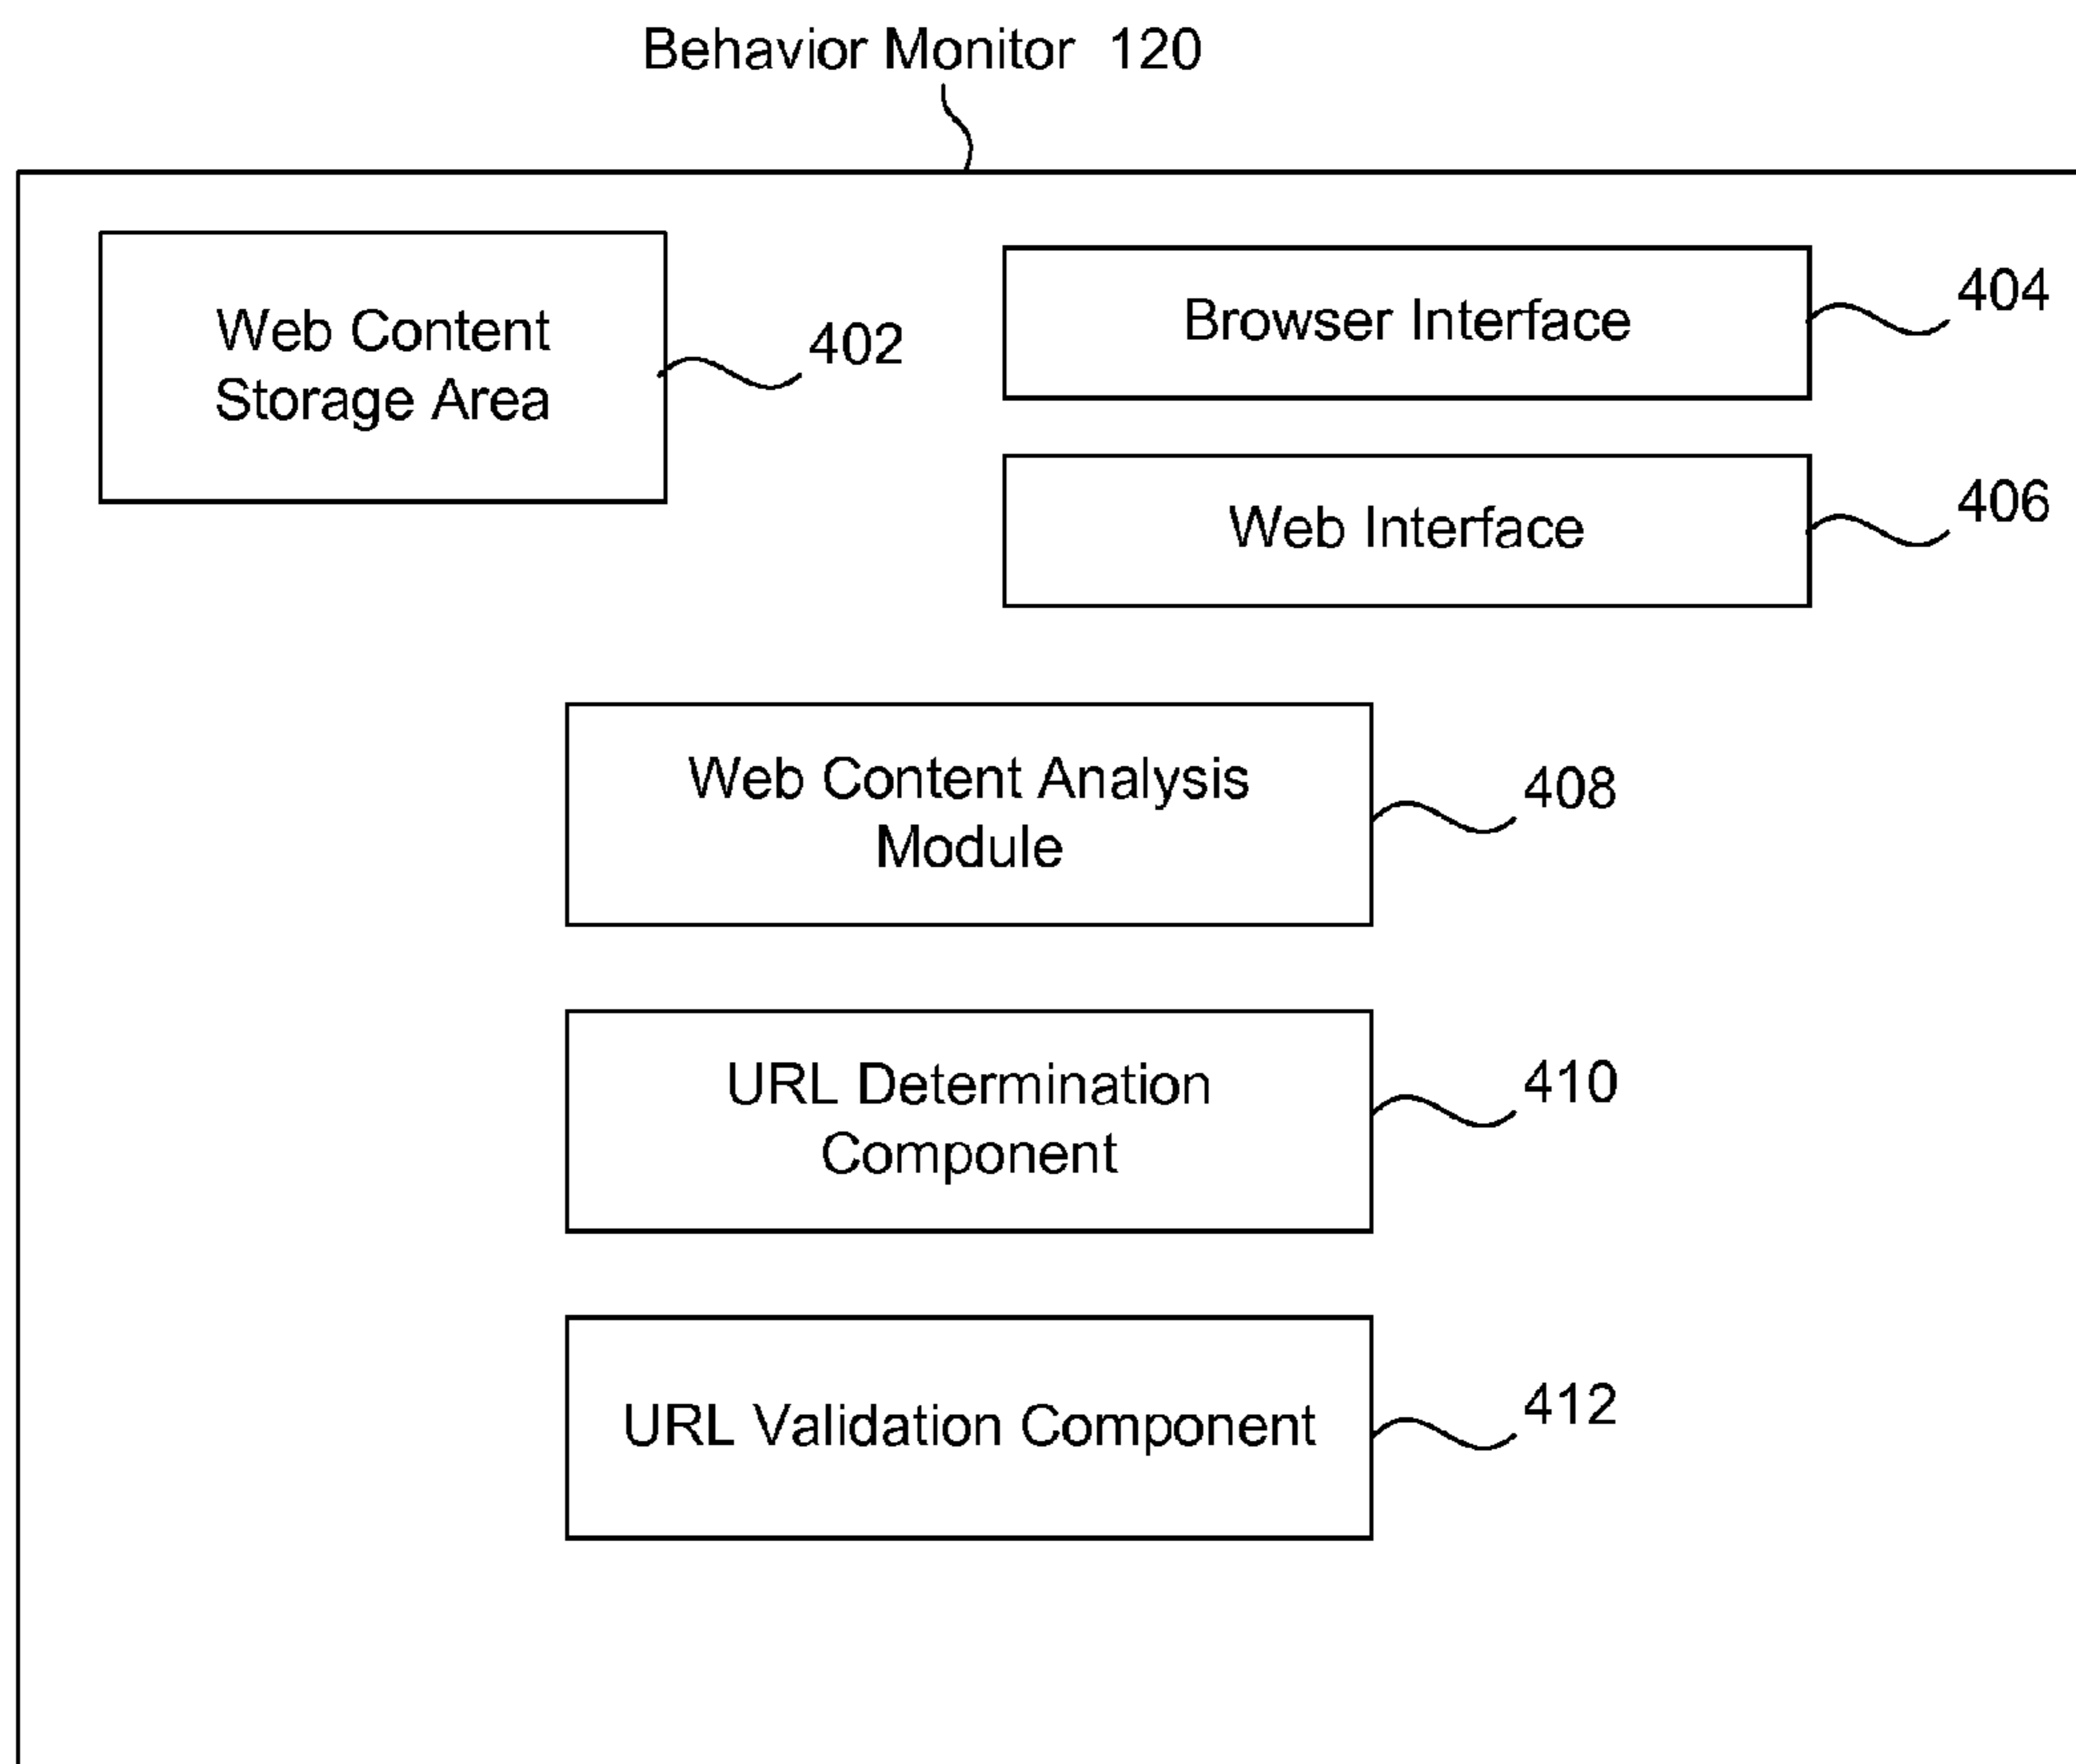 Behavior Monitor 120
Web Content
Storage Area
402
Browser Interface
404
Web Interface
406
Web Content Analysis
Module
408
URL Determination
Component
410
URL Validation Component
412